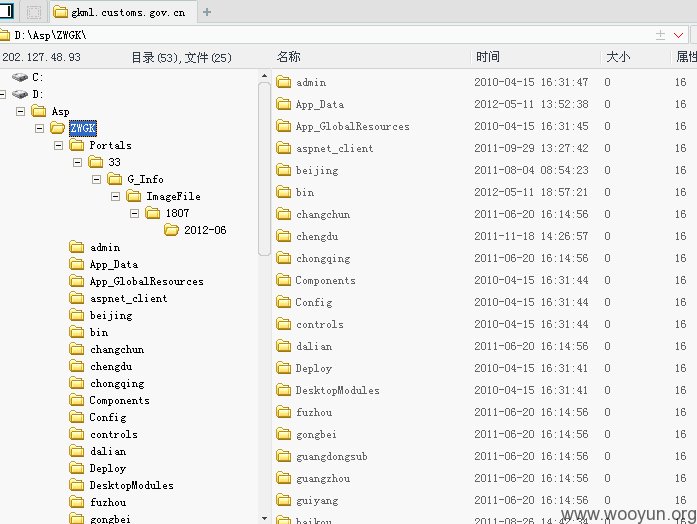 gkml.customs.gov.cn
D:\Asp\ZWGK\
202.127.48.93 目录(53),文件(25) 名称 时间 大小 属性
C:
D:
Asp
ZWGK
Portals
33
G_Info
ImageFile
1807
2012-06
admin
App_Data
App_GlobalResources
aspnet_client
beijing
bin
changchun
chengdu
chongqing
Components
Config
controls
dalian
Deploy
DesktopModules
fuzhou
gongbei
admin 2010-04-15 16:31:47 0 16
App_Data 2012-05-11 13:52:38 0 16
App_GlobalResources 2010-04-15 16:31:45 0 16
aspnet_client 2011-09-29 13:27:42 0 16
beijing 2011-08-04 08:54:23 0 16
bin 2012-05-11 18:57:21 0 16
changchun 2011-06-20 16:14:56 0 16
chengdu 2011-11-18 14:26:57 0 16
chongqing 2011-06-20 16:14:56 0 16
Components 2010-04-15 16:31:44 0 16
Config 2010-04-15 16:31:44 0 16
controls 2010-04-15 16:31:44 0 16
dalian 2011-06-20 16:14:56 0 16
Deploy 2010-04-15 16:31:41 0 16
DesktopModules 2010-04-15 16:31:41 0 16
fuzhou 2011-06-20 16:14:56 0 16
gongbei 2011-06-20 16:14:56 0 16
guangdongsub 2011-06-20 16:14:56 0 16
guangzhou 2011-06-20 16:14:56 0 16
guiyang 2011-06-20 16:14:56 0 16
haikou 2011-08-26 14:42:34 0 16
www.wooyun.org